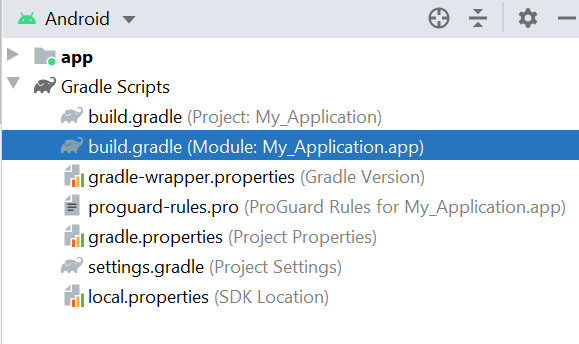 Android
app
Gradle Scripts
build.gradle (Project: My_Application)
build.gradle (Module: My_Application.app)
gradle-wrapper.properties (Gradle Version)
proguard-rules.pro (ProGuard Rules for My_Application.app)
gradle.properties (Project Properties)
settings.gradle (Project Settings)
local.properties (SDK Location)